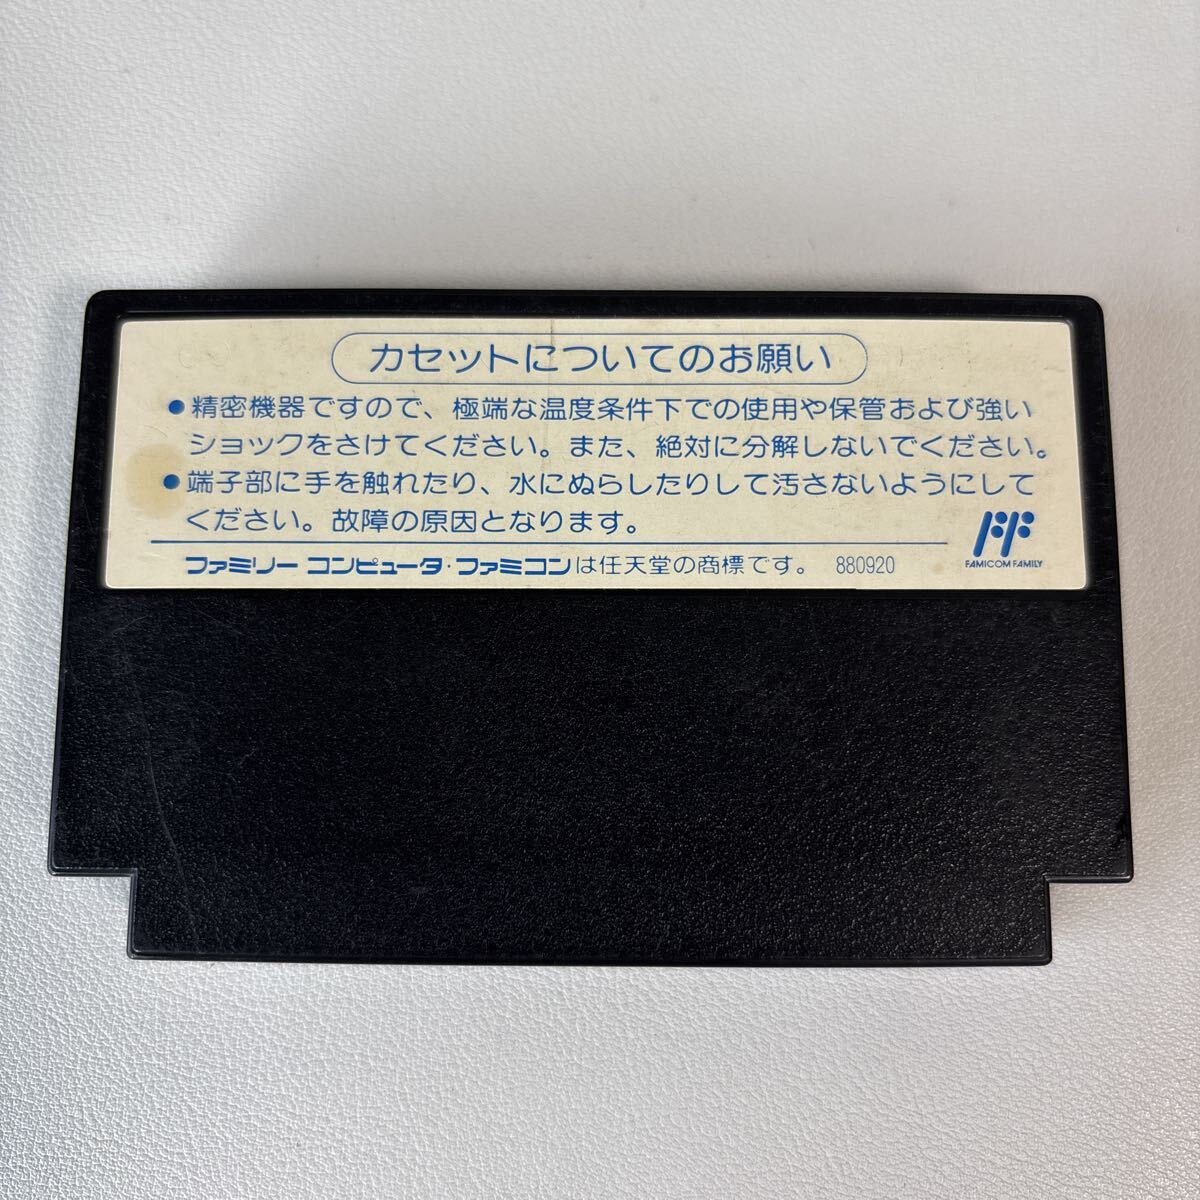 カセットについてのお願い
●精密機器ですので、極端な温度条件下での使用や保管および強い
ショックをさけてください。また、絶対に分解しないでください。
●端子部に手を触れたり、水にぬらしたりして汚さないようにして
ください。故障の原因となります。
ファミリー コンピュータ・ファミコンは任天堂の商標です。 880920
FF
FAMICOM FAMILY